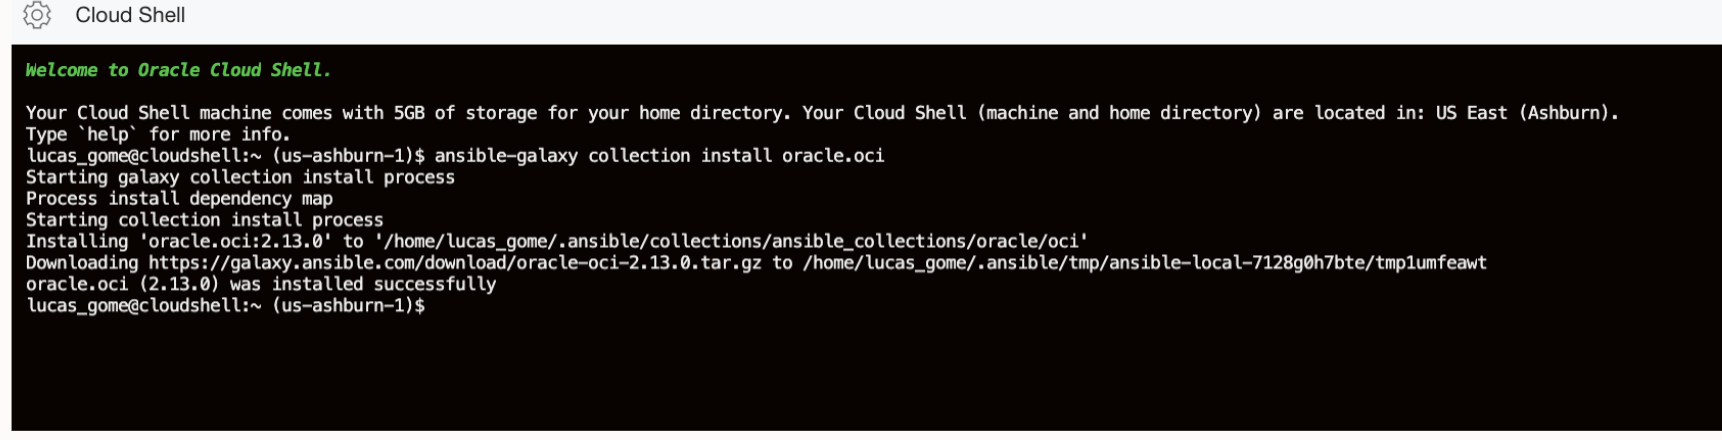 Cloud Shell
Welcome to Oracle Cloud Shell.
Your Cloud Shell machine comes with 5GB of storage for your home directory. Your Cloud Shell (machine and home directory) are located in: US East (Ashburn).
Type `help` for more info.
lucas_gome@cloudshell:~ (us-ashburn-1)$ ansible-galaxy collection install oracle.oci
Starting galaxy collection install process
Process install dependency map
Starting collection install process
Installing 'oracle.oci:2.13.0' to '/home/lucas_gome/.ansible/collections/ansible_collections/oracle/oci'
Downloading https://galaxy.ansible.com/download/oracle-oci-2.13.0.tar.gz to /home/lucas_gome/.ansible/tmp/ansible-local-7128g0h7bte/tmp1umfeawt
oracle.oci (2.13.0) was installed successfully
lucas_gome@cloudshell:~ (us-ashburn-1)$